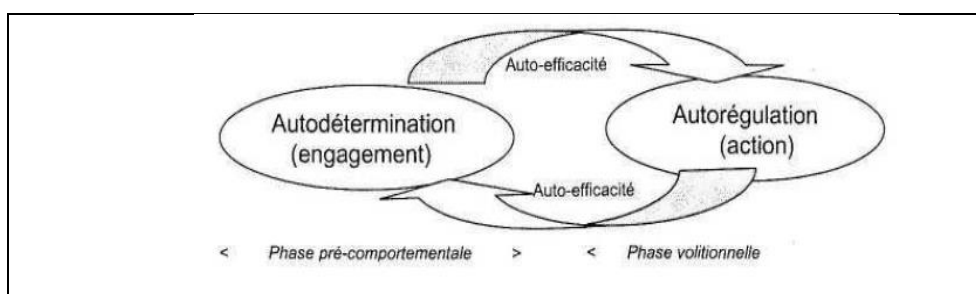 Auto-efficacité
Autodétermination
(engagement)
Autorégulation
(action)
Auto-efficacité
< Phase pré-comportementale > < Phase volitionnelle